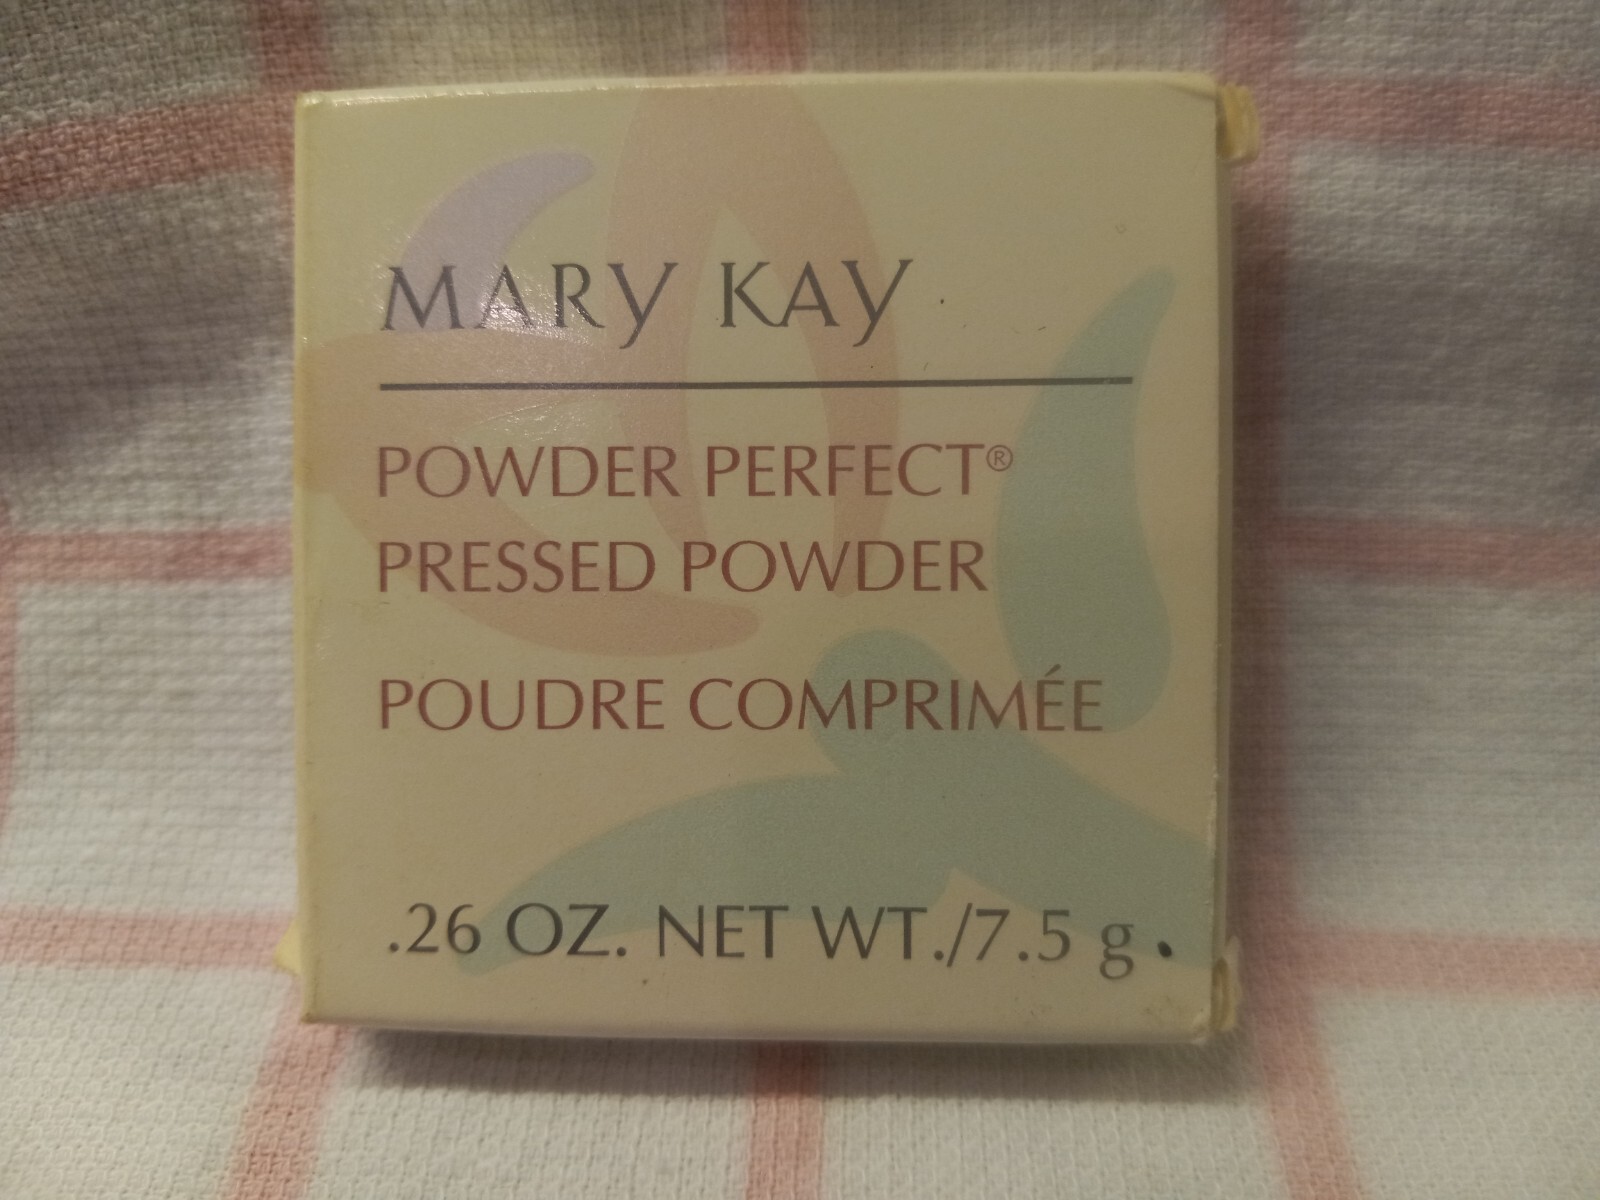 MARY KAY
POWDER PERFECT®
PRESSED POWDER
POUDRE COMPRIMÉE
.26 OZ. NET WT./7.5 g